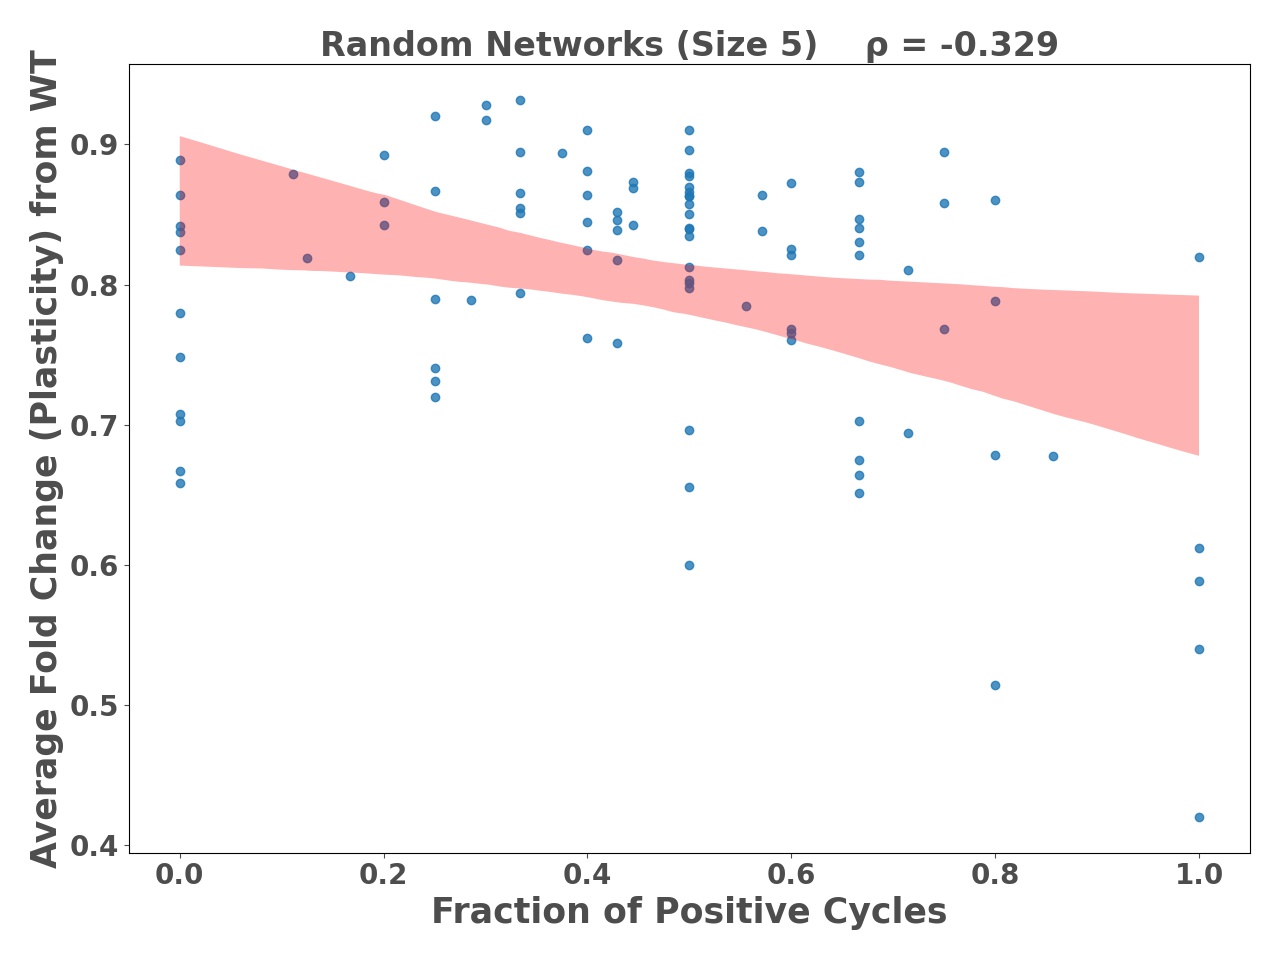 Random Networks (Size 5) ρ = -0.329
Average Fold Change (Plasticity) from WT
0.9
0.8
0.7
0.6
0.5
0.4
0.0 0.2 0.4 0.6 0.8 1.0
Fraction of Positive Cycles